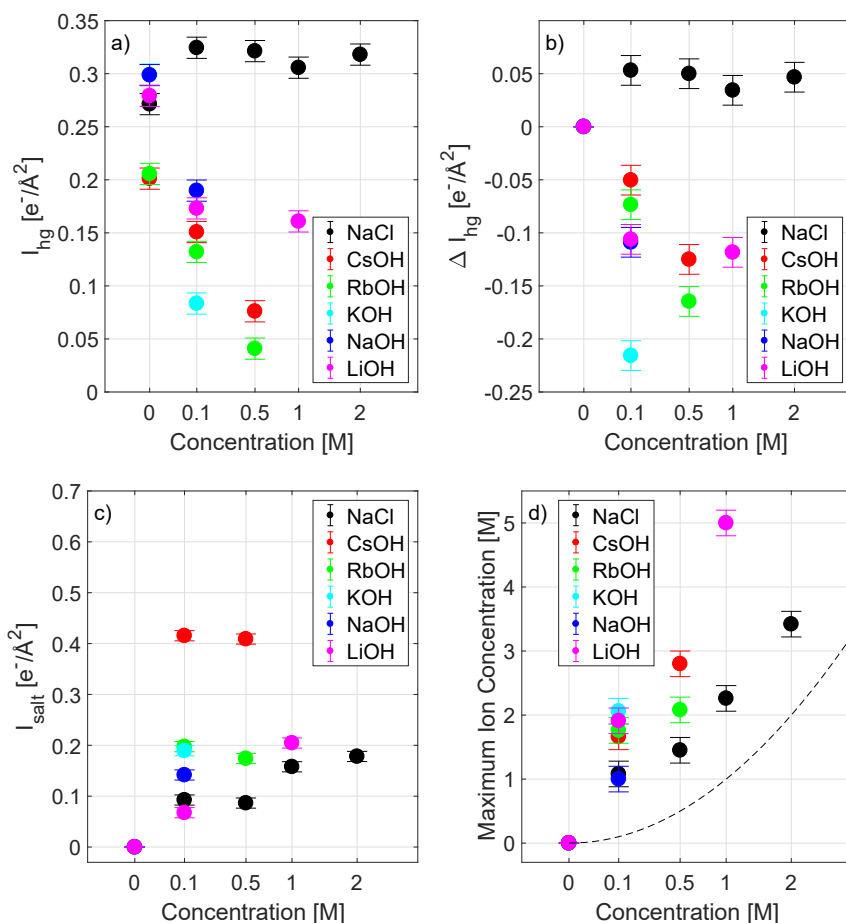 a)
0.35
0.3
0.25
0.2
0.15
0.1
0.05
0
I_hg [e⁻/Å²]
0 0.1 0.5 1 2
Concentration [M]
NaCl
CsOH
RbOH
KOH
NaOH
LiOH
b)
0.05
0
-0.05
-0.1
-0.15
-0.2
-0.25
Δ I_hg [e⁻/Å²]
0 0.1 0.5 1 2
Concentration [M]
NaCl
CsOH
RbOH
KOH
NaOH
LiOH
c)
0.7
0.6
0.5
0.4
0.3
0.2
0.1
0
I_salt [e⁻/Å²]
0 0.1 0.5 1 2
Concentration [M]
NaCl
CsOH
RbOH
KOH
NaOH
LiOH
d)
5
4
3
2
1
0
Maximum Ion Concentration [M]
0 0.1 0.5 1 2
Concentration [M]
NaCl
CsOH
RbOH
KOH
NaOH
LiOH